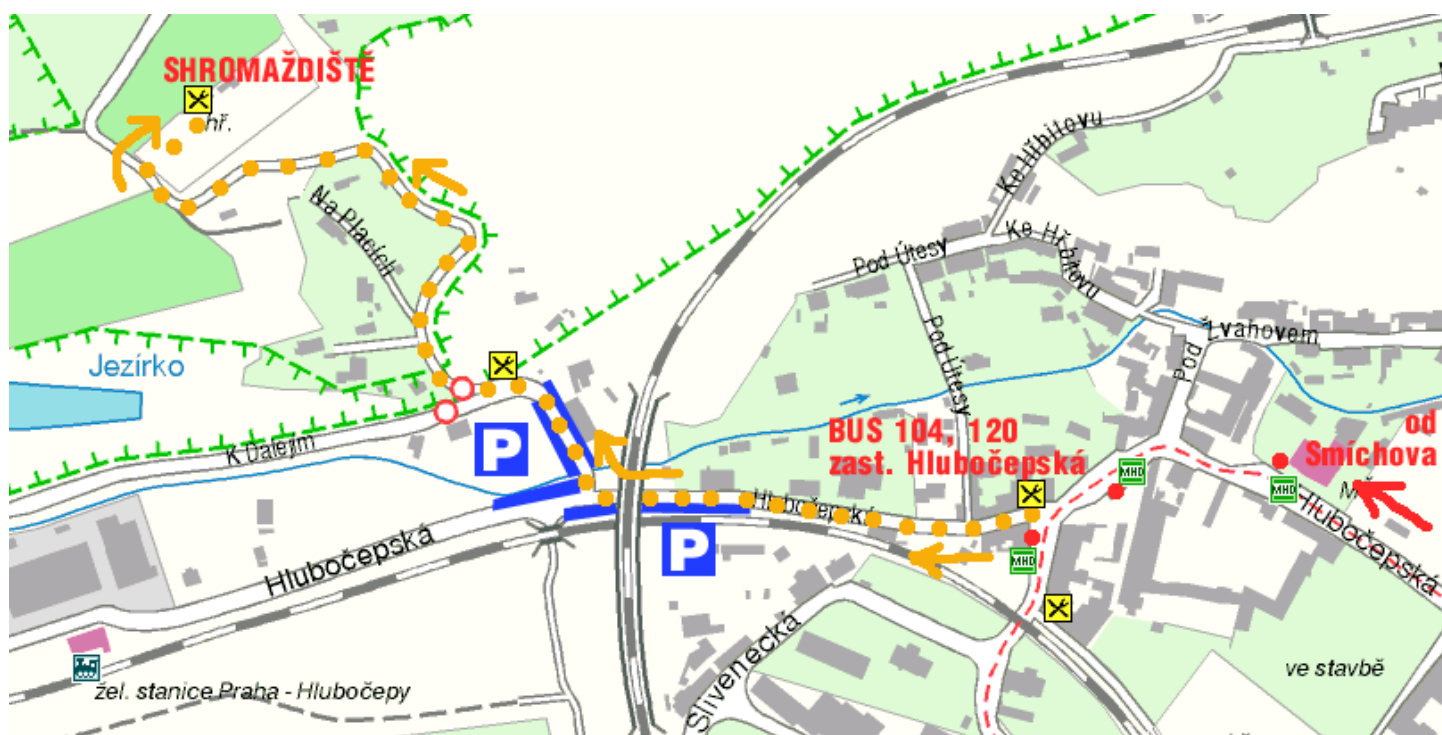 SHROMAŽDIŠTĚ
hř.
Ke Hřbitovu
Na Placích
Pod Útesy
Ke Hřbitovu
Pod Útesy
Pod Žvahovem
Jezírko
K Dalejím
P
BUS 104, 120
zast. Hlubočepská
od
Smíchova
MHD
MHD
MHD
Hlubočepská
Hlubočepská
Hlubočepská
P
Slivenecká
ve stavbě
žel. stanice Praha - Hlubočepy